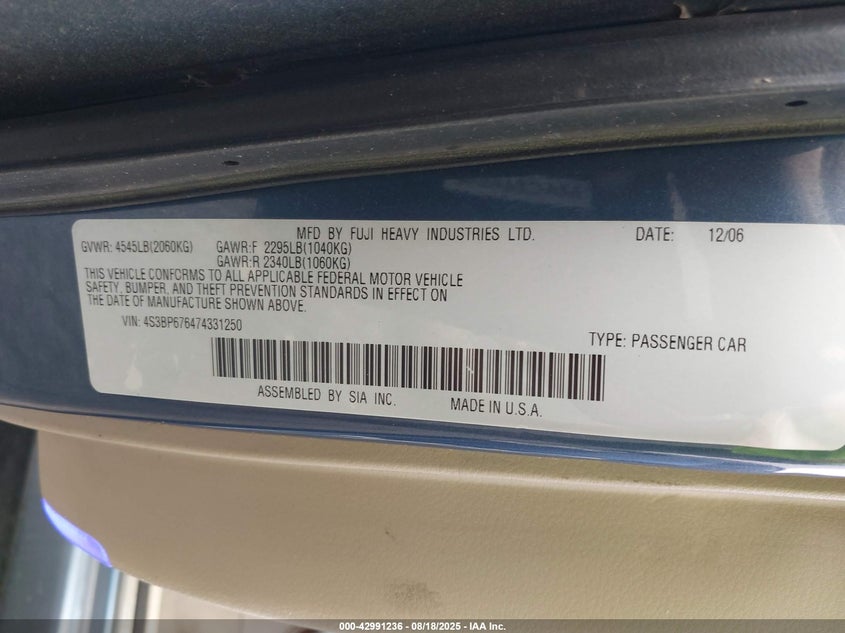 MFD BY FUJI HEAVY INDUSTRIES LTD. DATE: 12/06
GVWR: 4545LB(2060KG) GAWR:F 2295LB(1040KG)
GAWR:R 2340LB(1060KG)
THIS VEHICLE CONFORMS TO ALL APPLICABLE FEDERAL MOTOR VEHICLE
SAFETY, BUMPER, AND THEFT PREVENTION STANDARDS IN EFFECT ON
THE DATE OF MANUFACTURE SHOWN ABOVE.
VIN: 4S3BP676474331250
TYPE: PASSENGER CAR
ASSEMBLED BY SIA INC. MADE IN U.S.A.
000-42991236 - 08/18/2025 - IAA Inc.